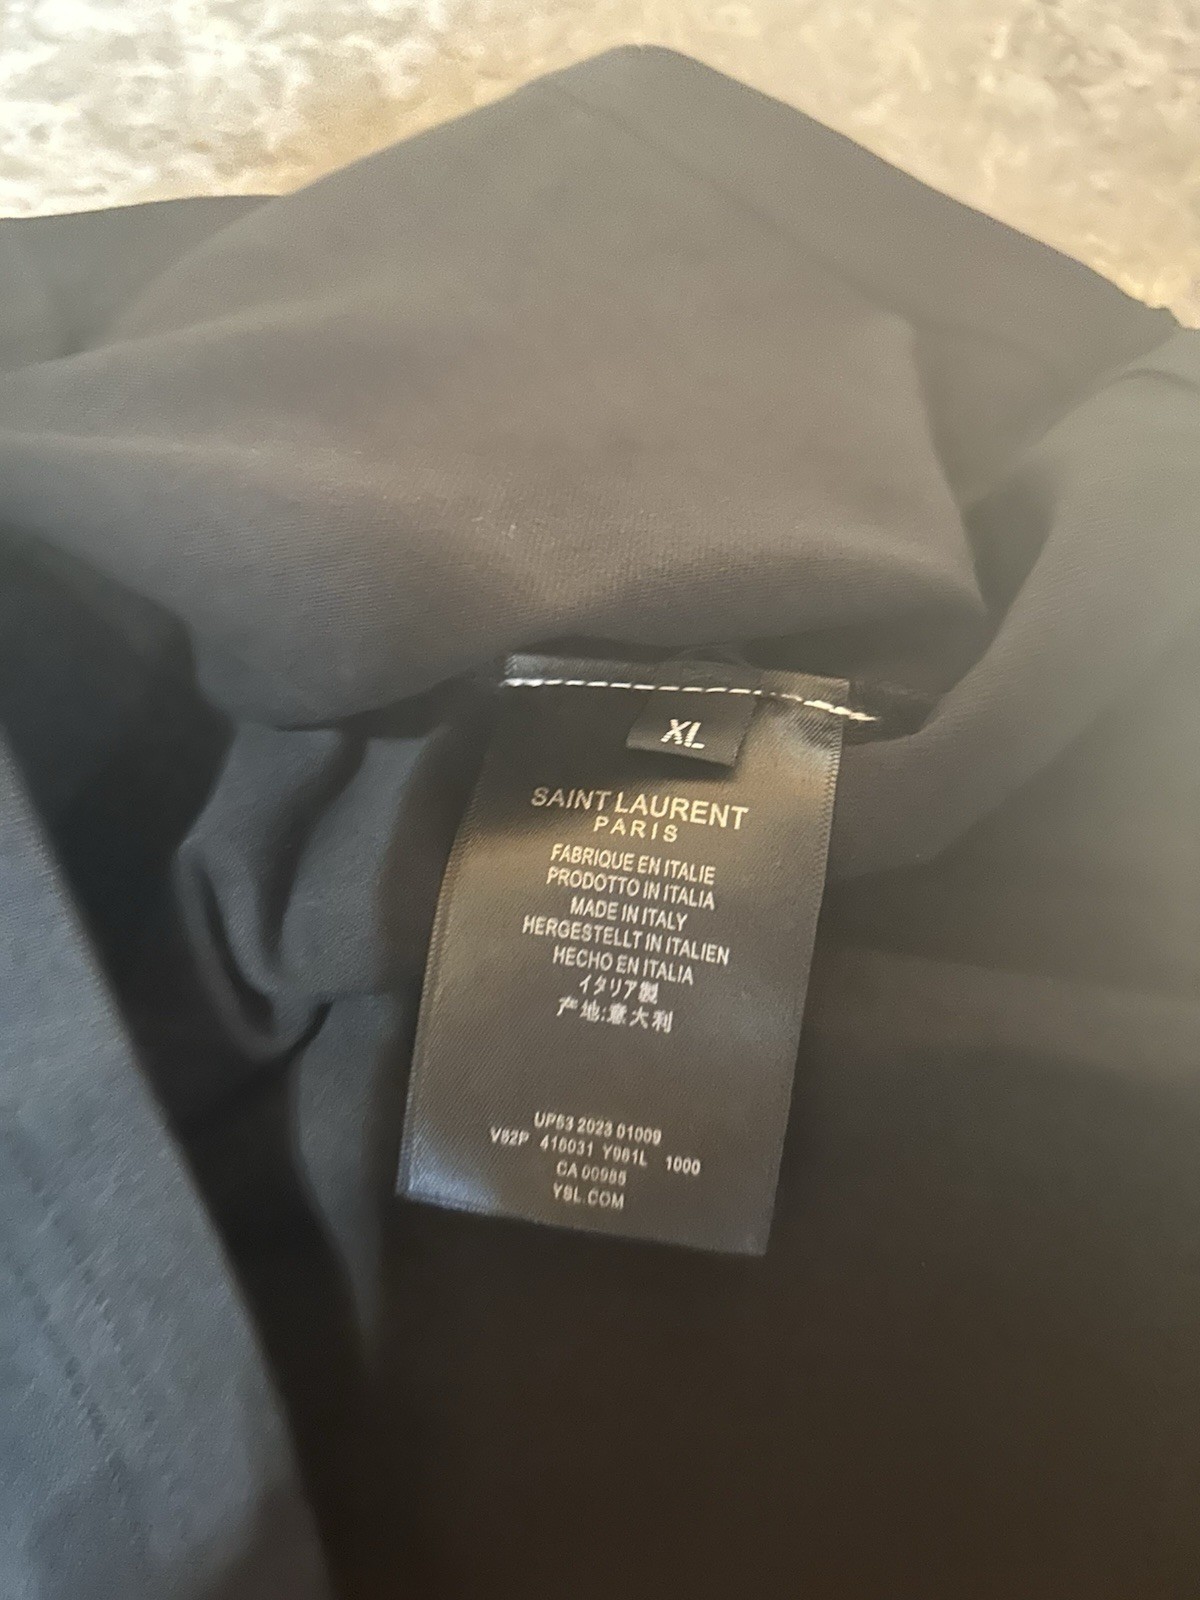 XL
SAINT LAURENT
PARIS
FABRIQUE EN ITALIE
PRODOTTO IN ITALIA
MADE IN ITALY
HERGESTELLT IN ITALIEN
HECHO EN ITALIA
イタリア製
产地:意大利
UP53 2023 01009
V82P 416031 Y061L 1000
CA 00985
YSL.COM